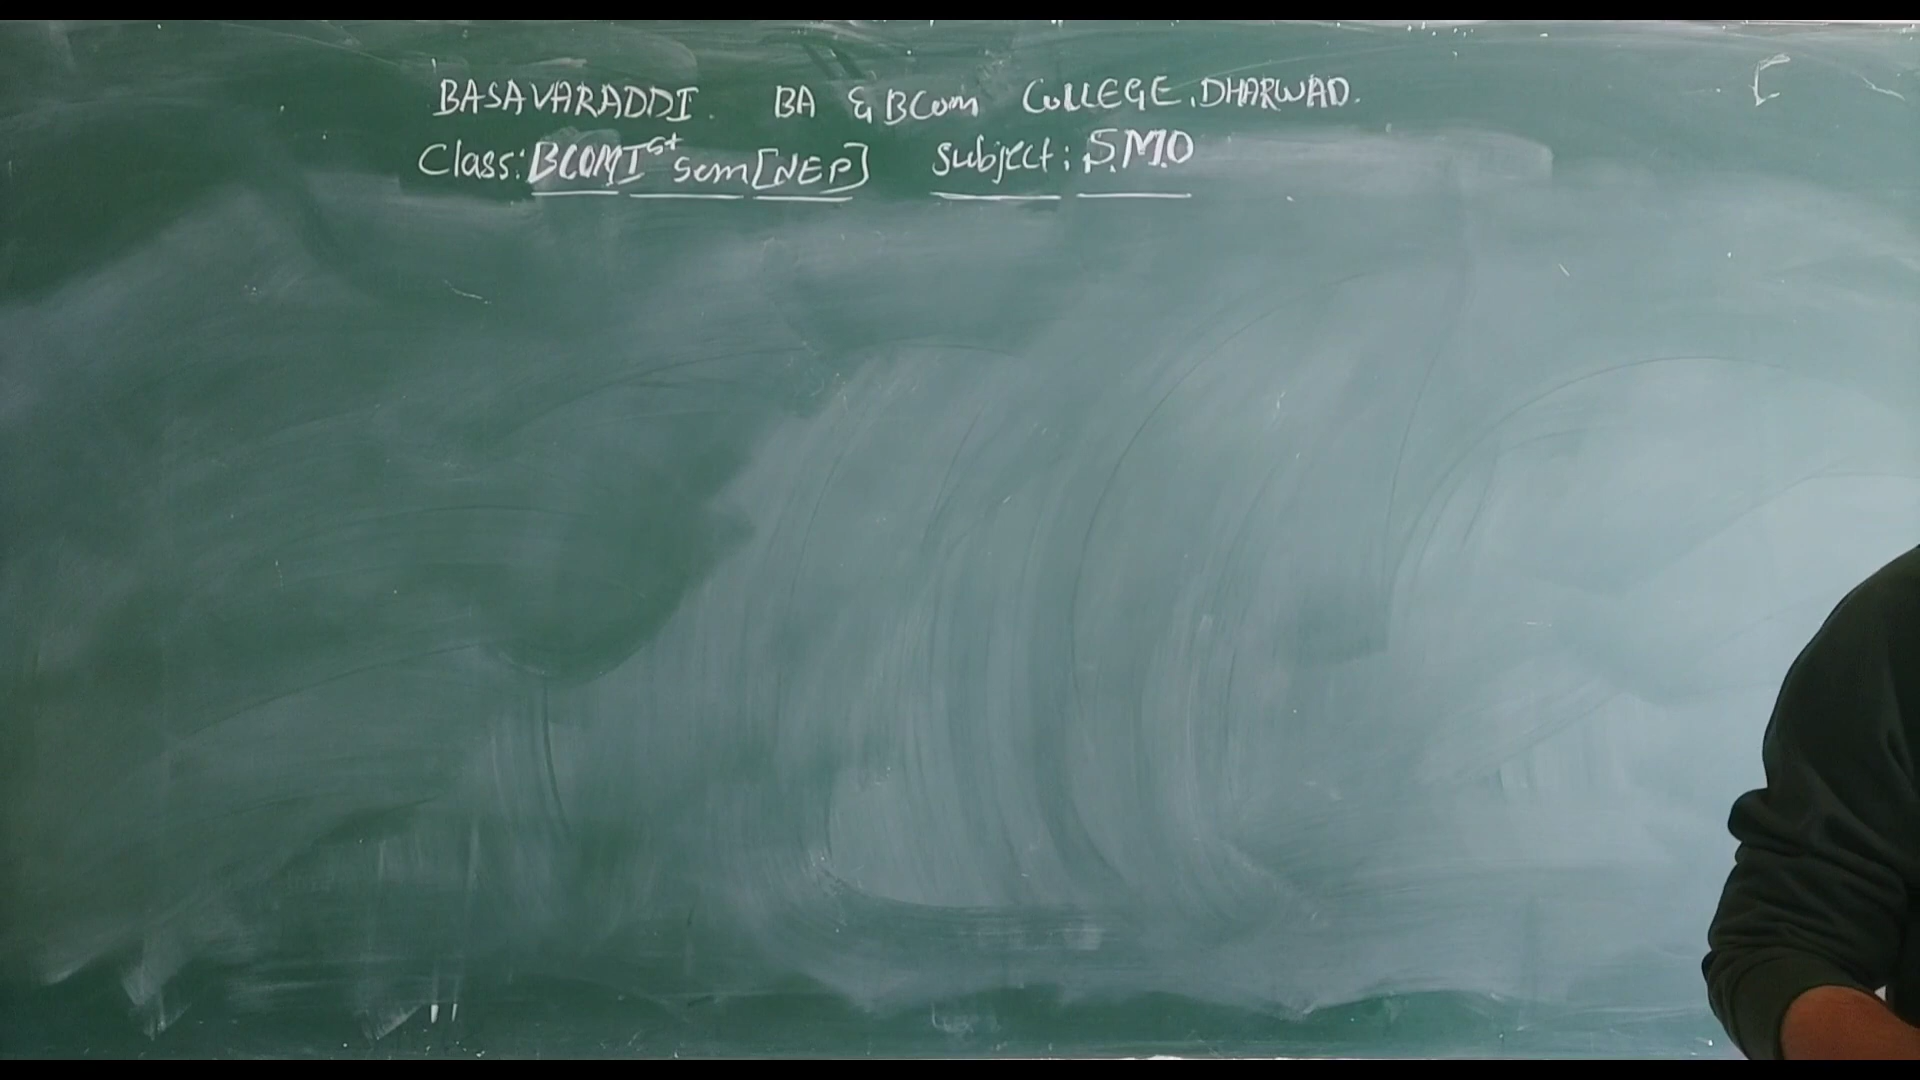 BASAVARADDI. BA & BCom COLLEGE, DHARWAD.
Class: BCOM Ist Sem [NEP] Subject: S.M.O